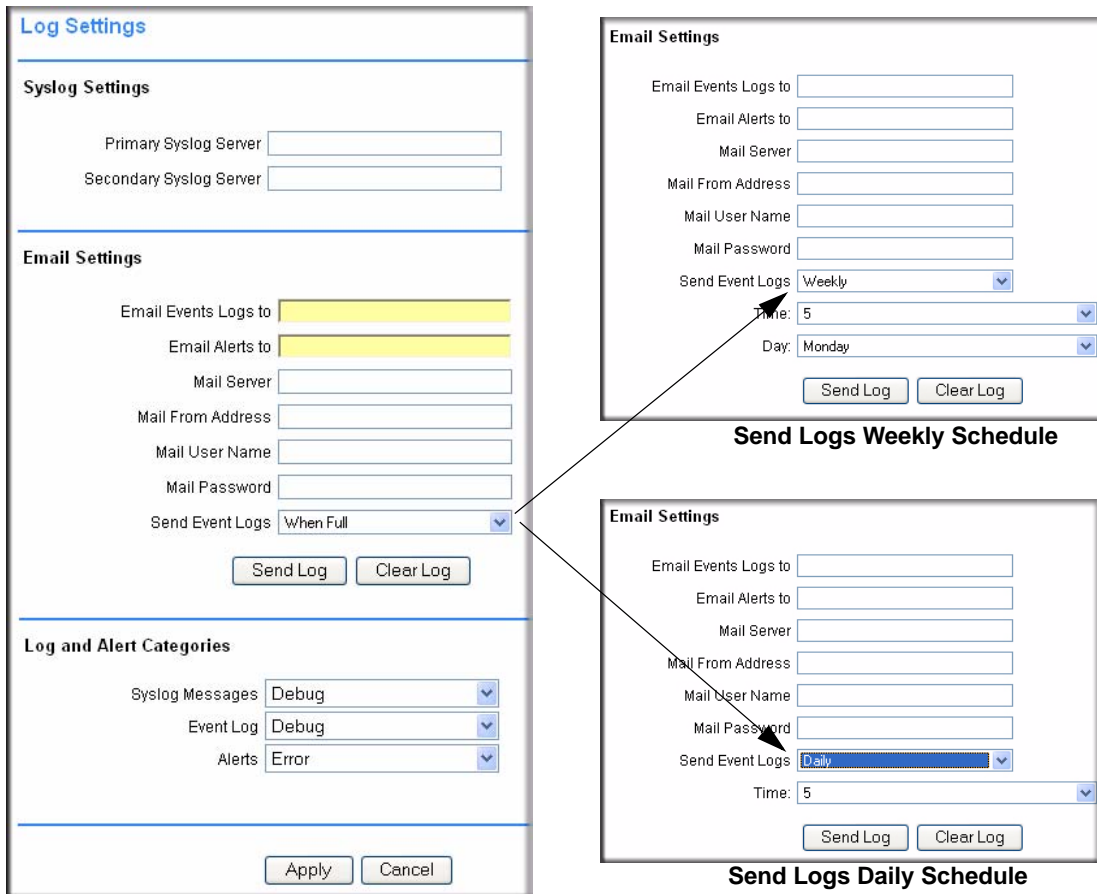 Log Settings
Syslog Settings
Primary Syslog Server
Secondary Syslog Server
Email Settings
Email Events Logs to
Email Alerts to
Mail Server
Mail From Address
Mail User Name
Mail Password
Send Event Logs When Full
Send Log Clear Log
Log and Alert Categories
Syslog Messages Debug
Event Log Debug
Alerts Error
Apply Cancel
Email Settings
Email Events Logs to
Email Alerts to
Mail Server
Mail From Address
Mail User Name
Mail Password
Send Event Logs Weekly
Time: 5
Day: Monday
Send Log Clear Log
Send Logs Weekly Schedule
Email Settings
Email Events Logs to
Email Alerts to
Mail Server
Mail From Address
Mail User Name
Mail Password
Send Event Logs Daily
Time: 5
Send Log Clear Log
Send Logs Daily Schedule